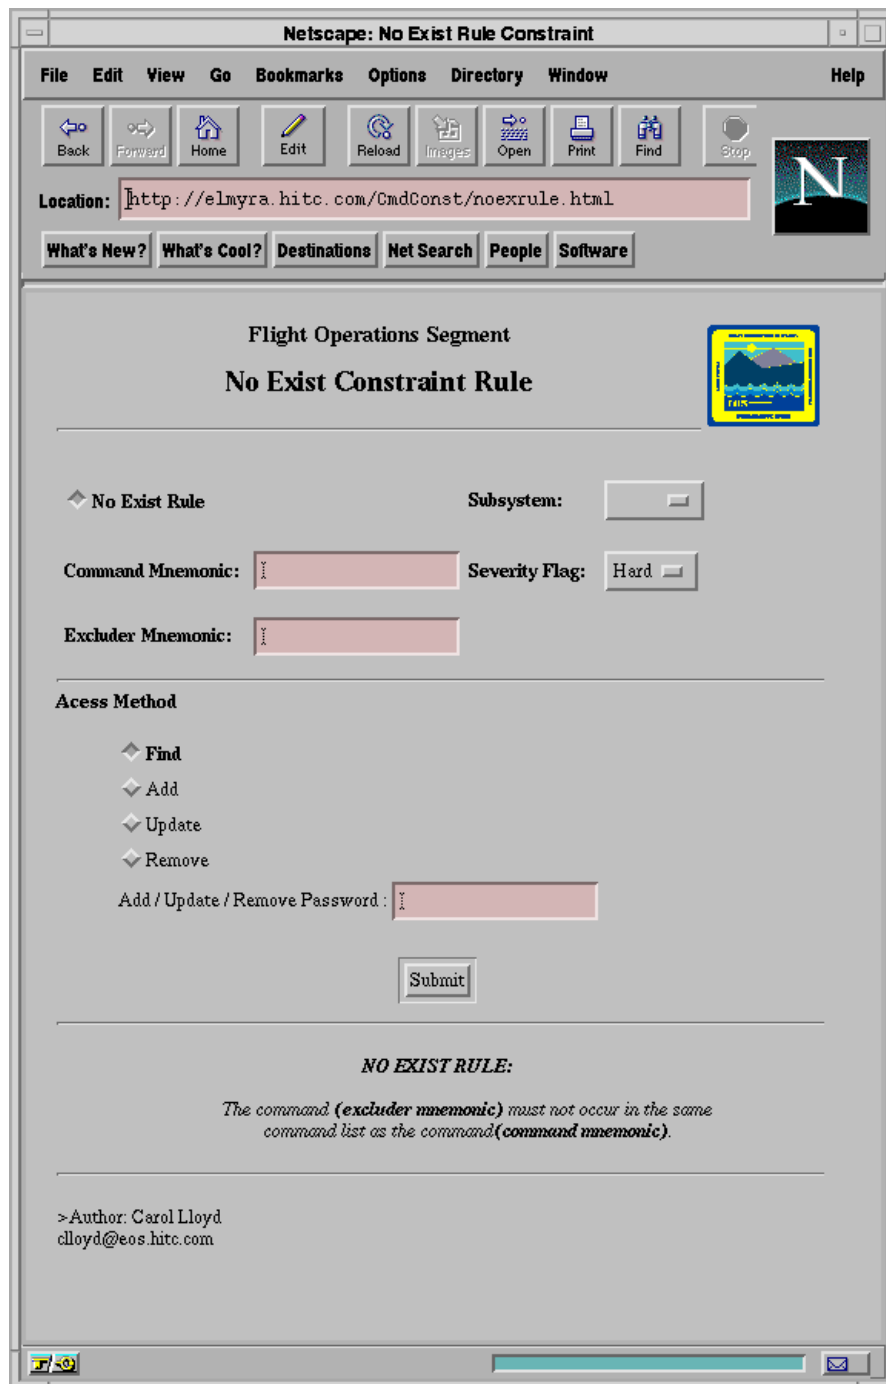 Netscape: No Exist Rule Constraint
File Edit View Go Bookmarks Options Directory Window Help
Back Forward Home Edit Reload Images Open Print Find Stop
N
Location: http://elmyra.hitc.com/CmdConst/noexrule.html
What's New? What's Cool? Destinations Net Search People Software
Flight Operations Segment
No Exist Constraint Rule
No Exist Rule Subsystem:
Command Mnemonic: Severity Flag: Hard
Excluder Mnemonic:
Acess Method
Find
Add
Update
Remove
Add / Update / Remove Password :
Submit
NO EXIST RULE:
The command (excluder mnemonic) must not occur in the same
command list as the command(command mnemonic).
>Author: Carol Lloyd
clloyd@eos.hitc.com